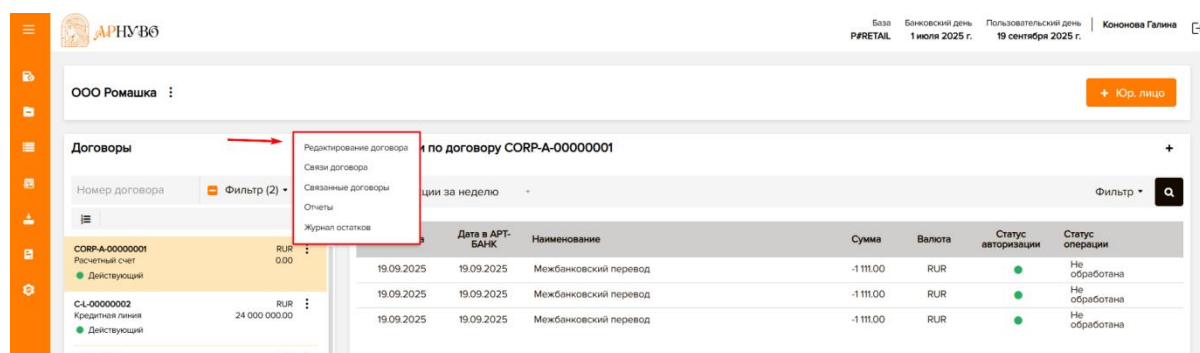 АРНУВО
База Банковский день Пользовательский день Кононова Галина
P#RETAIL 1 июля 2025 г. 19 сентября 2025 г.
ООО Ромашка
+ Юр. лицо
Договоры
и по договору CORP-A-00000001 +
Редактирование договора
Связи договора
Связанные договоры
Отчеты
Журнал остатков
Номер договора Фильтр (2)
ции за неделю + Фильтр
а Дата в АРТ-БАНК Наименование Сумма Валюта Статус авторизации Статус операции
CORP-A-00000001 RUR
Расчетный счет 0.00
Действующий
19.09.2025 19.09.2025 Межбанковский перевод -1 111.00 RUR Не обработана
19.09.2025 19.09.2025 Межбанковский перевод -1 111.00 RUR Не обработана
19.09.2025 19.09.2025 Межбанковский перевод -1 111.00 RUR Не обработана
C-L-00000002 RUR
Кредитная линия 24 000 000.00
Действующий